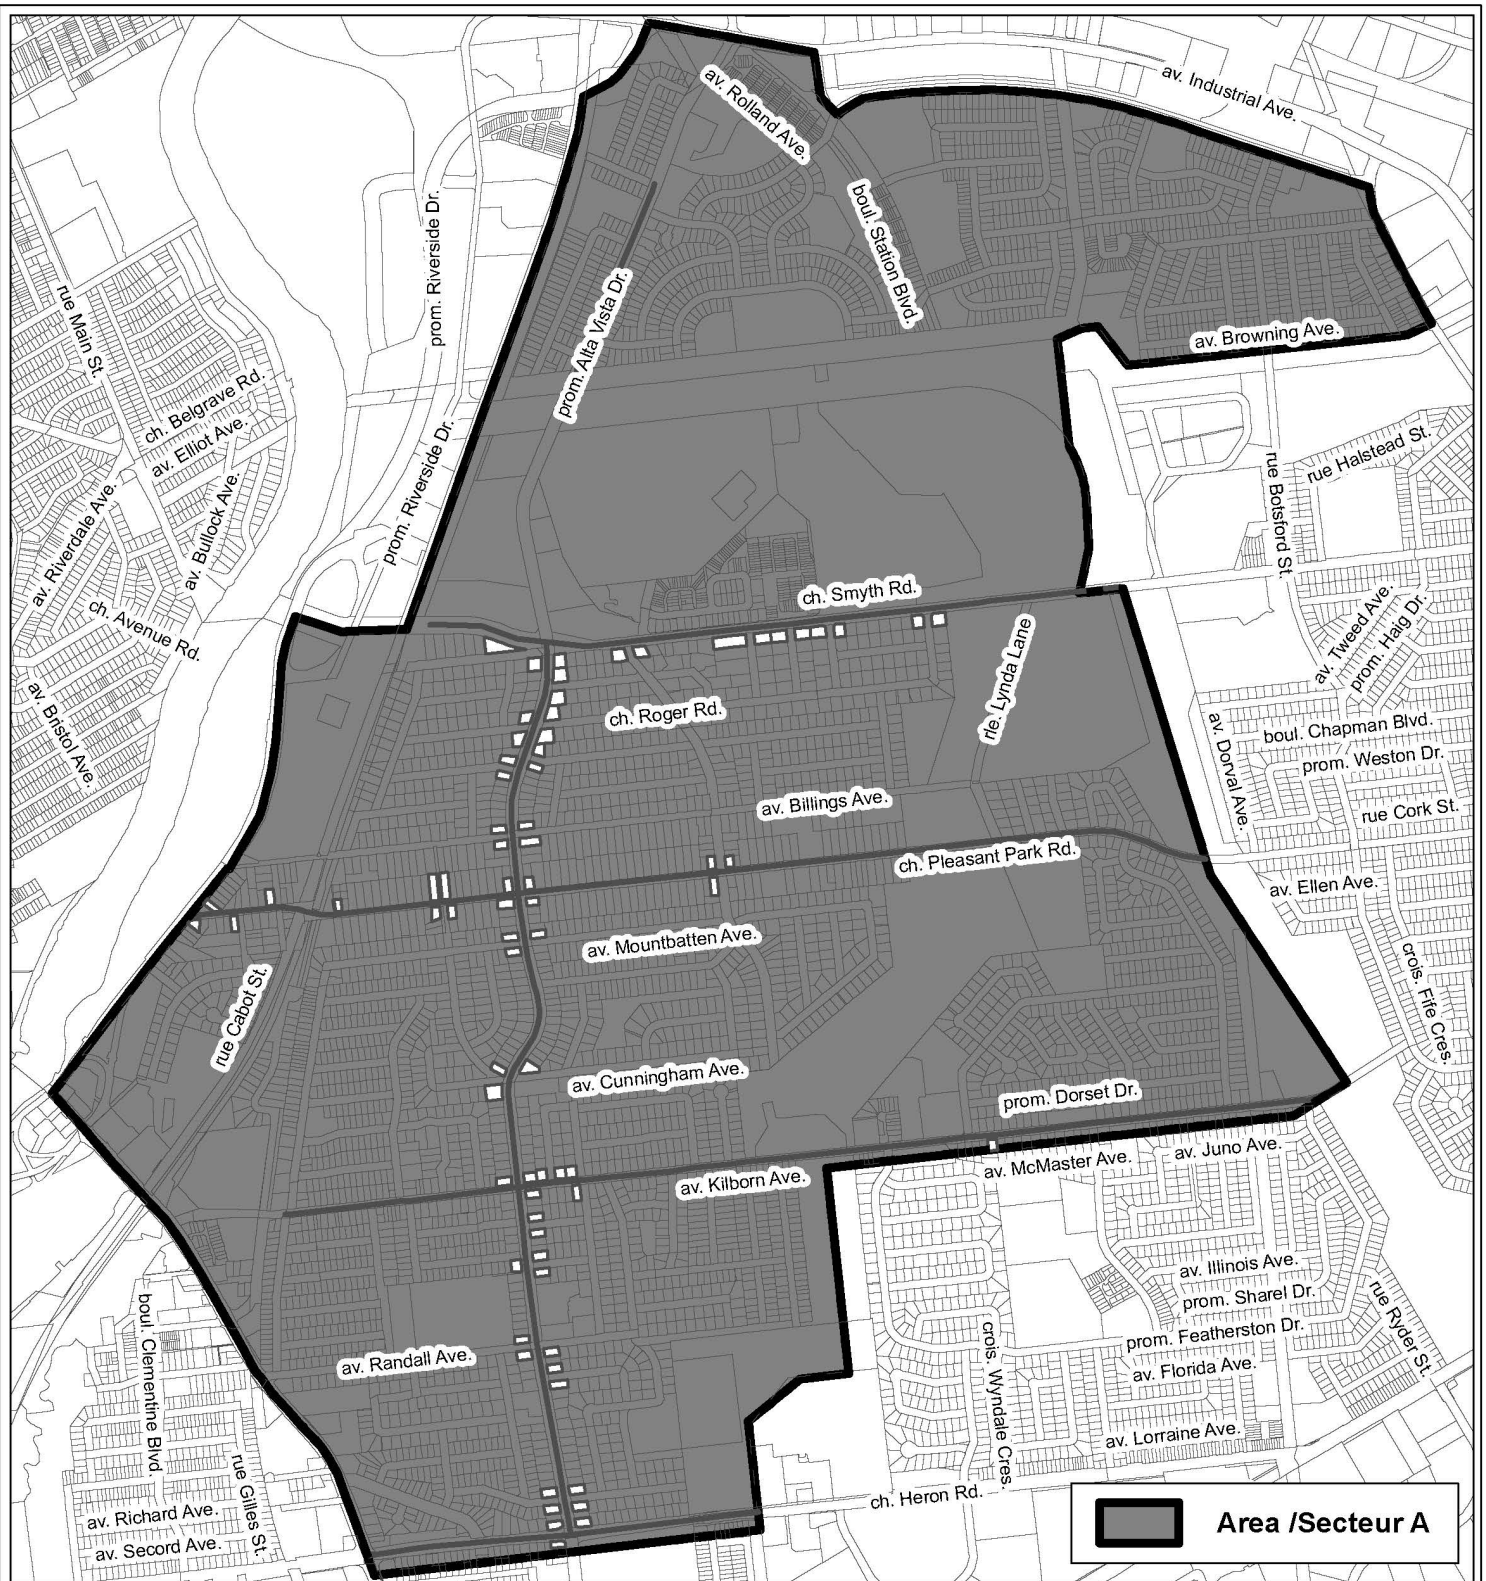 av. Industrial Ave.
av. Rolland Ave.
boul. Station Blvd.
prom. Riverside Dr.
rue Main St.
prom. Alta Vista Dr.
av. Browning Ave.
ch. Belgrave Rd.
av. Elliot Ave.
prom. Riverside Dr.
rue Halstead St.
rue Botsford St.
av. Riverdale Ave.
av. Bullock Ave.
ch. Avenue Rd.
ch. Smyth Rd.
av. Tweed Ave.
prom. Haig Dr.
rle. Lynda Lane
av. Bristol Ave.
ch. Roger Rd.
boul. Chapman Blvd.
av. Dorval Ave.
prom. Weston Dr.
av. Billings Ave.
rue Cork St.
ch. Pleasant Park Rd.
av. Ellen Ave.
av. Mountbatten Ave.
rue Cabot St.
crois. Fife Cres.
av. Cunningham Ave.
prom. Dorset Dr.
av. Juno Ave.
av. McMaster Ave.
av. Kilborn Ave.
av. Illinois Ave.
prom. Sharel Dr.
rue Ryder St.
prom. Featherston Dr.
av. Florida Ave.
boul. Clementine Blvd.
av. Randall Ave.
crois. Wyndale Cres.
av. Lorraine Ave.
rue Gilles St.
ch. Heron Rd.
av. Richard Ave.
av. Secord Ave.
Area /Secteur A